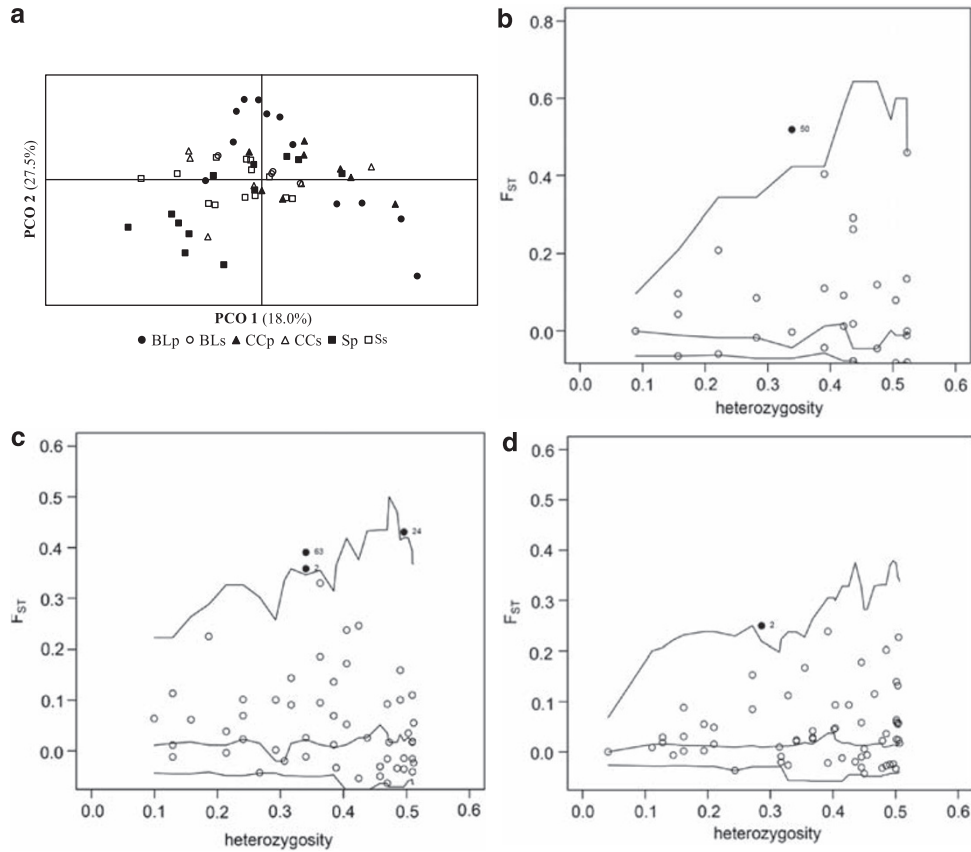 a
PCO 2 (27.5%)
PCO 1 (18.0%)
● BLp ○ BLs ▲ CCp △ CCs ■ Sp □ Ss
b
0.8
0.6
0.4
0.2
0.0
FST
50
0.0 0.1 0.2 0.3 0.4 0.5 0.6
heterozygosity
c
0.6
0.5
0.4
0.3
0.2
0.1
0.0
FST
63
2
24
0.0 0.1 0.2 0.3 0.4 0.5 0.6
heterozygosity
d
0.6
0.5
0.4
0.3
0.2
0.1
0.0
FST
2
0.0 0.1 0.2 0.3 0.4 0.5 0.6
heterozygosity